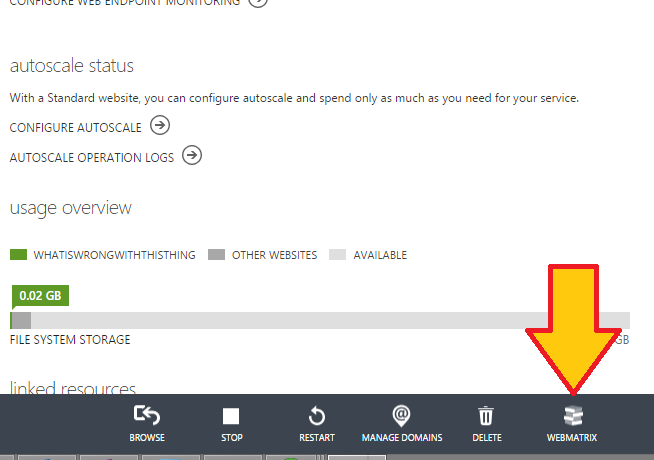 CONFIGURE WEB ENDPOINT MONITORING
autoscale status
With a Standard website, you can configure autoscale and spend only as much as you need for your service.
CONFIGURE AUTOSCALE
AUTOSCALE OPERATION LOGS
usage overview
WHATISWRONGWITHTHISTHING OTHER WEBSITES AVAILABLE
0.02 GB
FILE SYSTEM STORAGE GB
linked resources
BROWSE STOP RESTART MANAGE DOMAINS DELETE WEBMATRIX